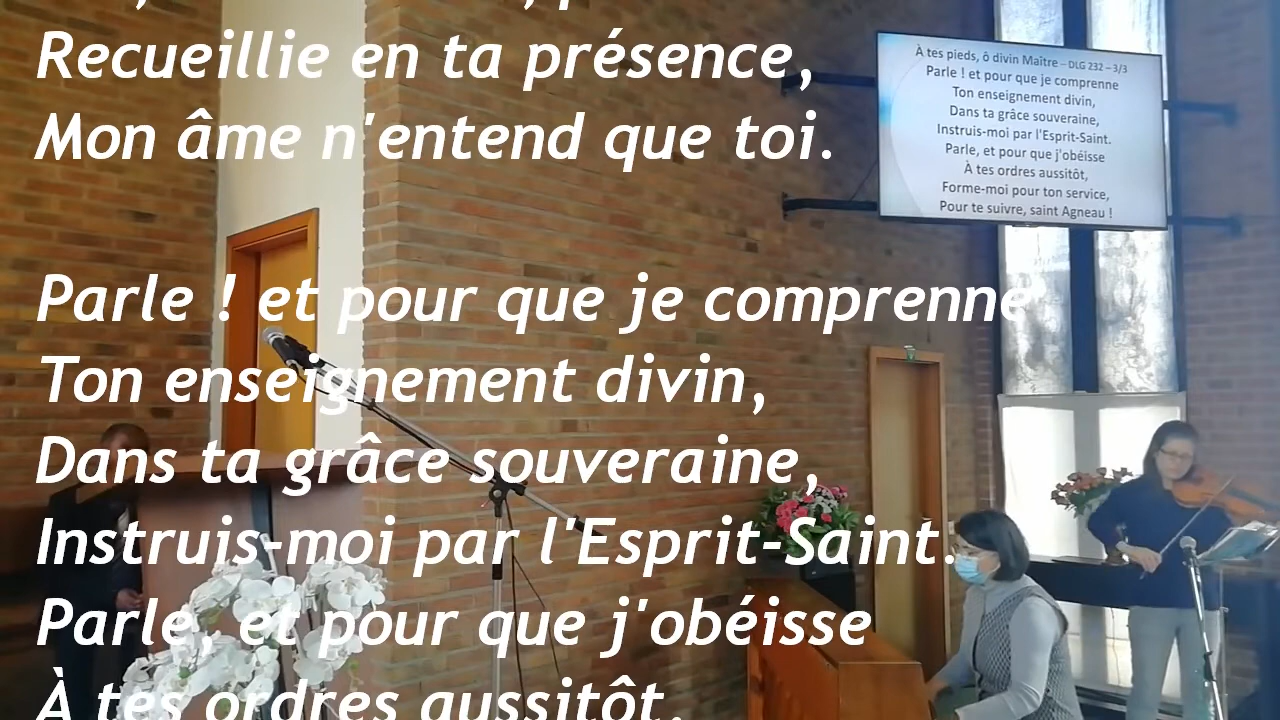 Recueillie en ta présence,
Mon âme n'entend que toi.
Parle ! et pour que je comprenne
Ton enseignement divin,
Dans ta grâce souveraine,
Instruis-moi par l'Esprit-Saint.
Parle, et pour que j'obéisse
À tes ordres aussitôt,
À tes pieds, ô divin Maître – DLG 232 – 3/3
Parle ! et pour que je comprenne
Ton enseignement divin,
Dans ta grâce souveraine,
Instruis-moi par l'Esprit-Saint.
Parle, et pour que j'obéisse
À tes ordres aussitôt,
Forme-moi pour ton service,
Pour te suivre, saint Agneau !